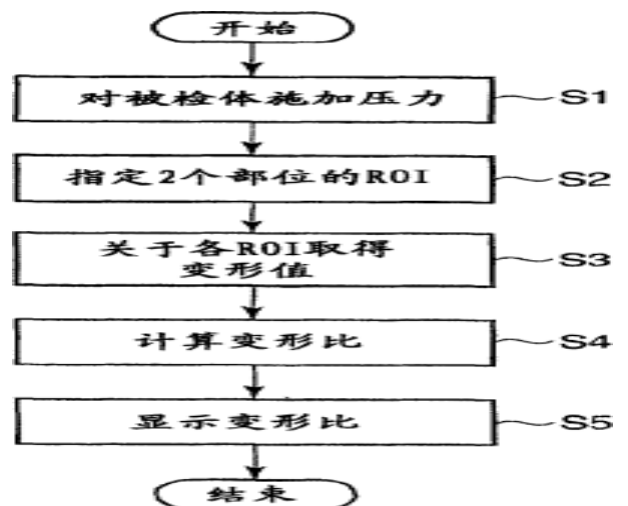 开始
对被检体施加压力
S1
指定2个部位的ROI
S2
关于各ROI取得
变形值
S3
计算变形比
S4
显示变形比
S5
结束